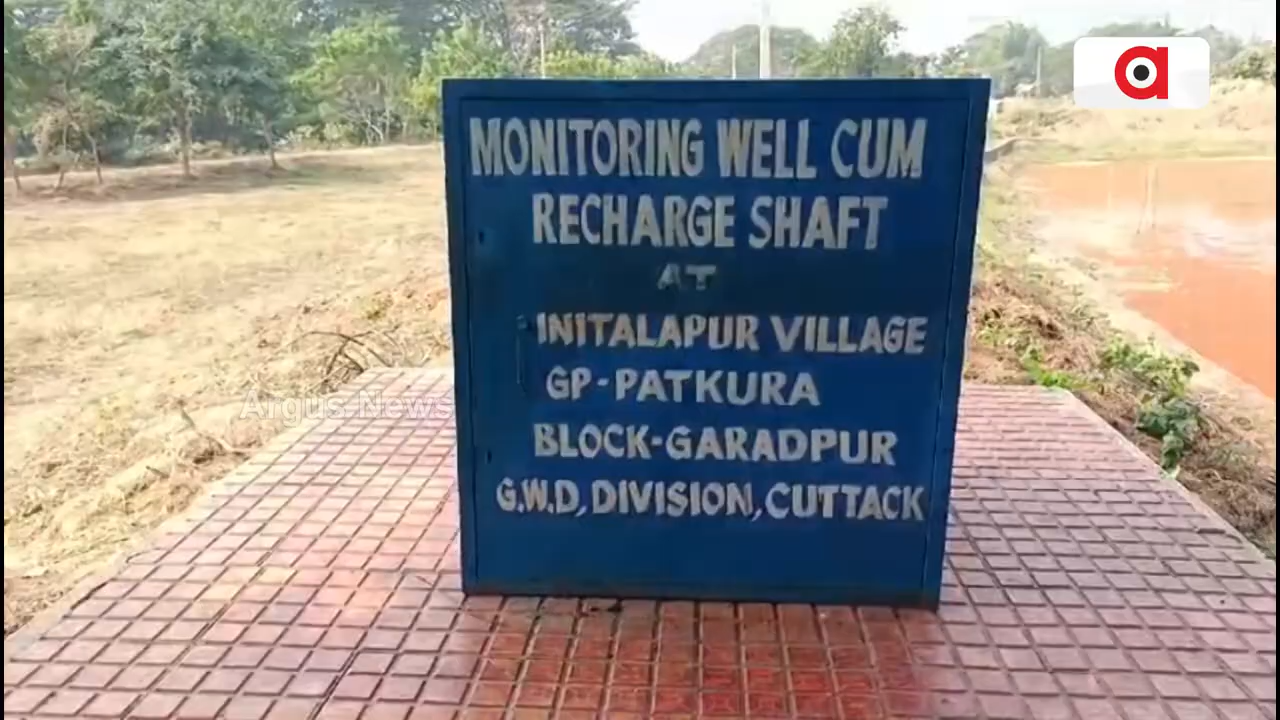 MONITORING WELL CUM
RECHARGE SHAFT
AT
INITALAPUR VILLAGE
GP-PATKURA
BLOCK-GARADPUR
G.W.D, DIVISION, CUTTACK
Argus News
a